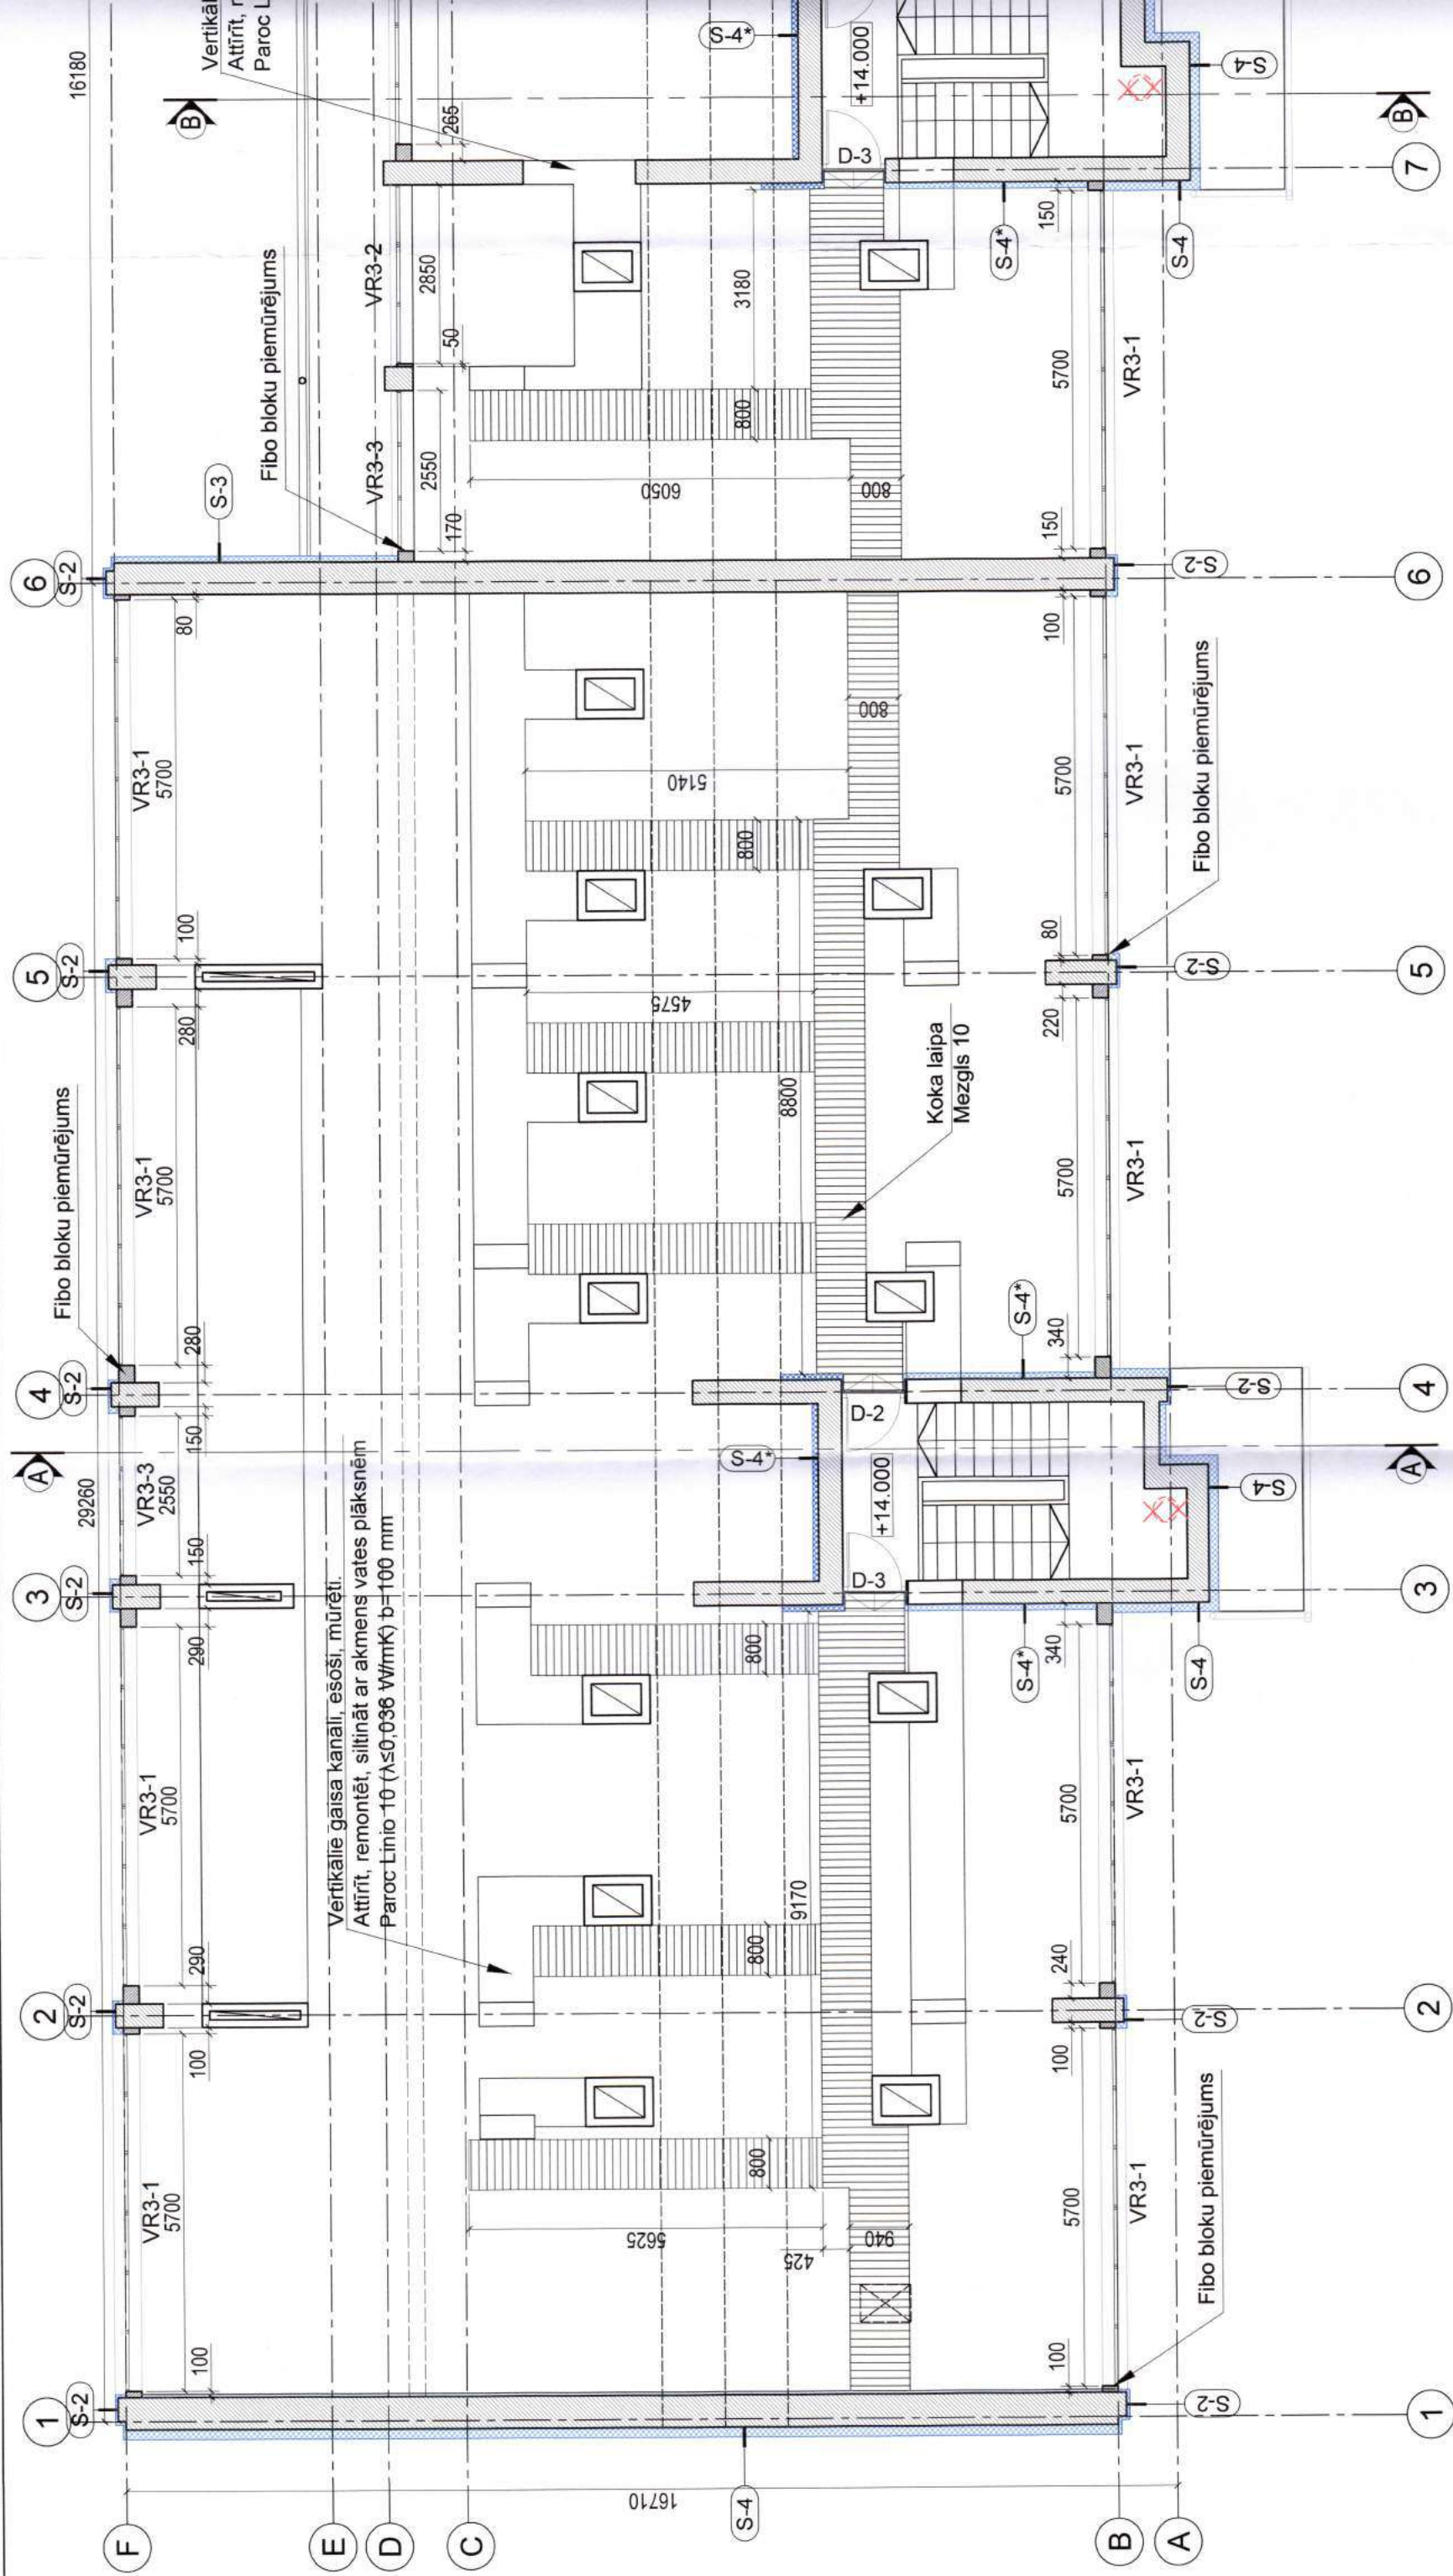 1
2
3
4
5
6
S-2
S-2
S-2
S-2
S-2
S-2
A
B
29260
16180
F
E
D
C
B
A
16710
VR3-1
5700
VR3-1
5700
VR3-3
2550
VR3-1
5700
VR3-1
5700
100
100
290
290
150
150
280
280
100
80
Fibo bloku piemūrējums
S-3
Fibo bloku piemūrējums
VR3-3
VR3-2
2550
2850
170
50
265
Vertikālie gaisa kanāli, esoši, mūrēti.
Attīrīt, remontēt, siltināt ar akmens vates plāksnēm
Paroc Linio 10 (λ≤0,036 W/mK) b=100 mm
Attīrīt,
S-4
5625
425
940
800
800
800
9170
8800
4575
800
5140
800
6050
800
800
3180
S-4*
S-4*
D-3
D-2
D-3
+14.000
+14.000
Koka laipa
Mezgls 10
S-4*
S-4*
S-4*
100
5700
100
240
5700
340
340
5700
220
80
5700
100
150
5700
150
VR3-1
VR3-1
VR3-1
VR3-1
VR3-1
S-2
S-2
S-4
S-4
S-2
S-2
S-2
S-4
S-4
Fibo bloku piemūrējums
Fibo bloku piemūrējums
A
B
1
2
3
4
5
6
7